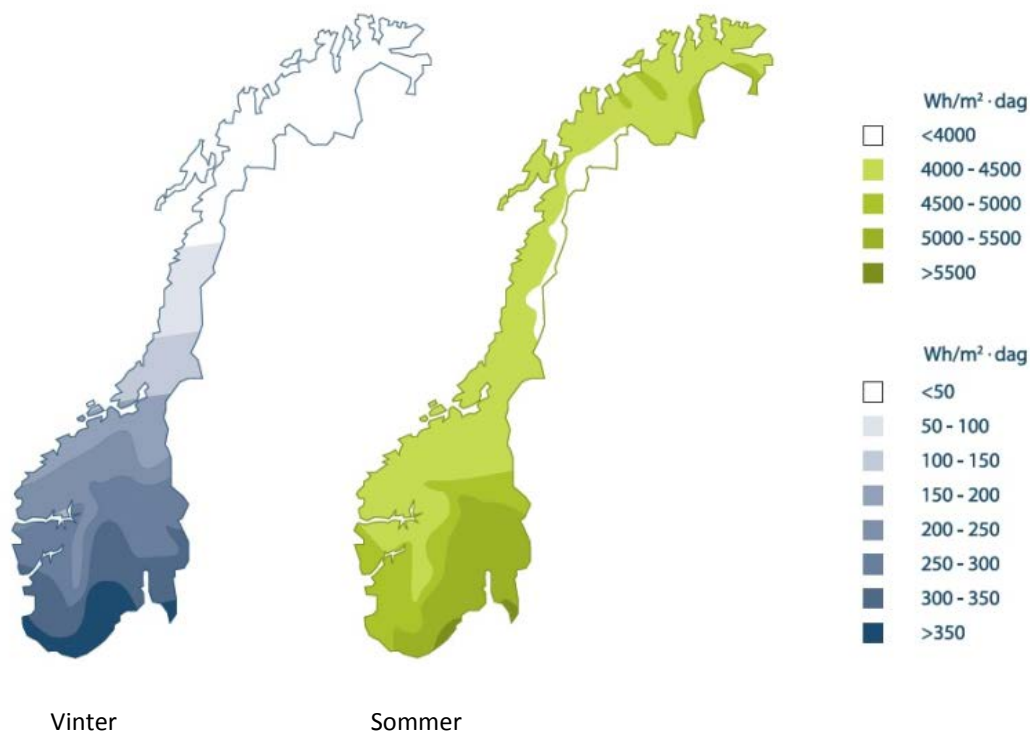 Wh/m² · dag
<4000
4000 - 4500
4500 - 5000
5000 - 5500
>5500
Wh/m² · dag
<50
50 - 100
100 - 150
150 - 200
200 - 250
250 - 300
300 - 350
>350
Vinter Sommer